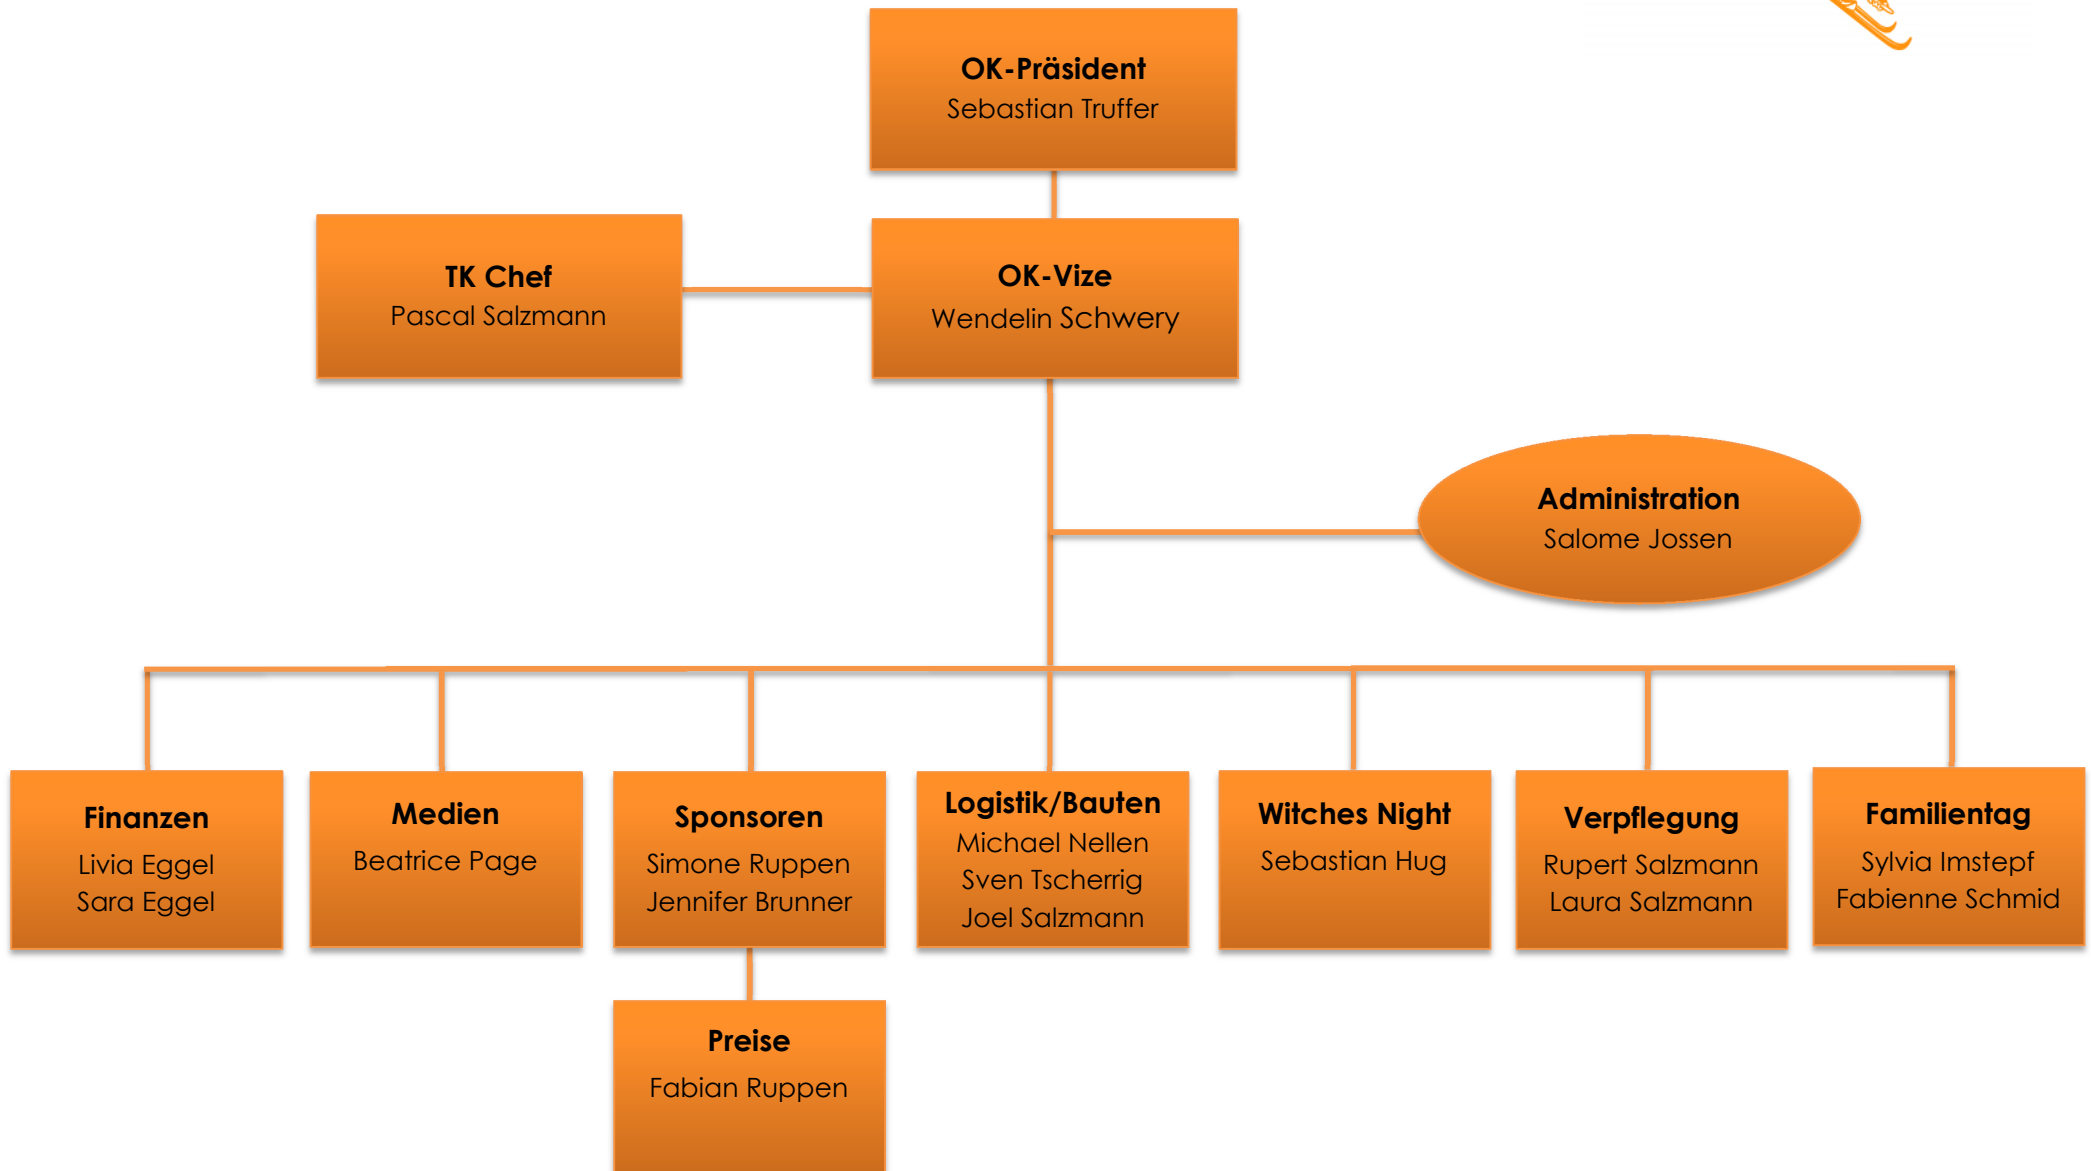 OK-Präsident
Sebastian Truffer
TK Chef
Pascal Salzmann
OK-Vize
Wendelin Schwery
Administration
Salome Jossen
Finanzen
Livia Eggel
Sara Eggel
Medien
Beatrice Page
Sponsoren
Simone Ruppen
Jennifer Brunner
Logistik/Bauten
Michael Nellen
Sven Tscherrig
Joel Salzmann
Witches Night
Sebastian Hug
Verpflegung
Rupert Salzmann
Laura Salzmann
Familientag
Sylvia Imstepf
Fabienne Schmid
Preise
Fabian Ruppen